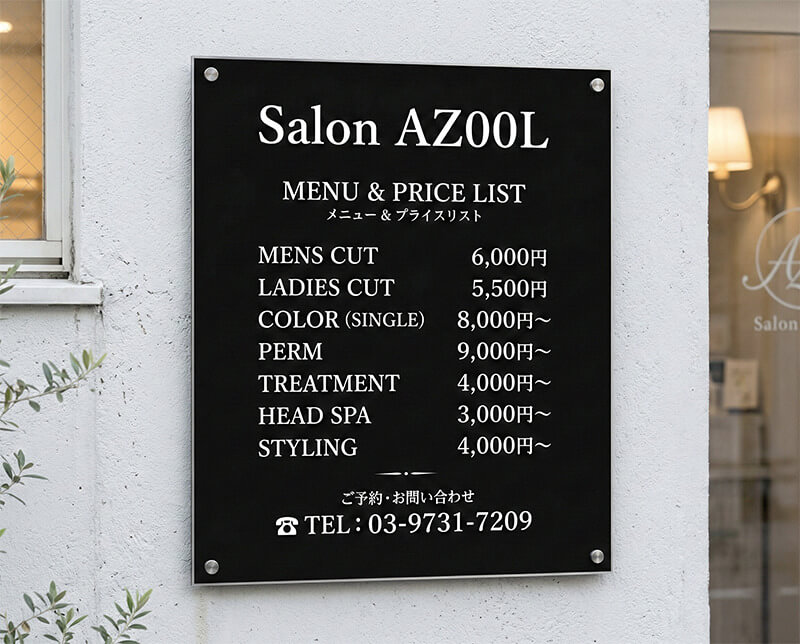 Salon AZ00L
MENU & PRICE LIST
メニュー & プライスリスト
MENS CUT 6,000円
LADIES CUT 5,500円
COLOR (SINGLE) 8,000円～
PERM 9,000円～
TREATMENT 4,000円～
HEAD SPA 3,000円～
STYLING 4,000円～
ご予約・お問い合わせ
☎ TEL：03-9731-7209
Salon